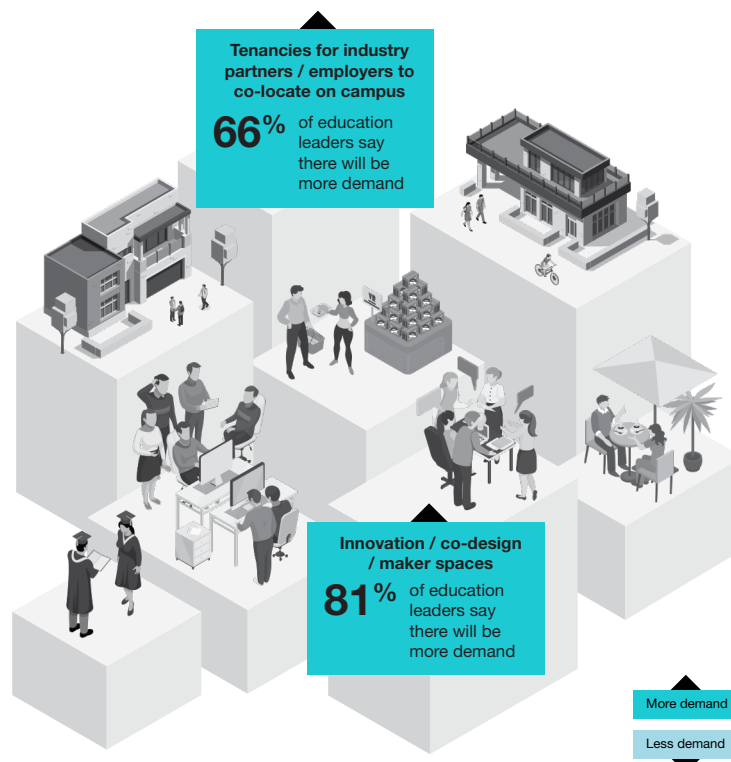 Tenancies for industry
partners / employers to
co-locate on campus
66% of education
leaders say
there will be
more demand
Innovation / co-design
/ maker spaces
81% of education
leaders say
there will be
more demand
More demand
Less demand